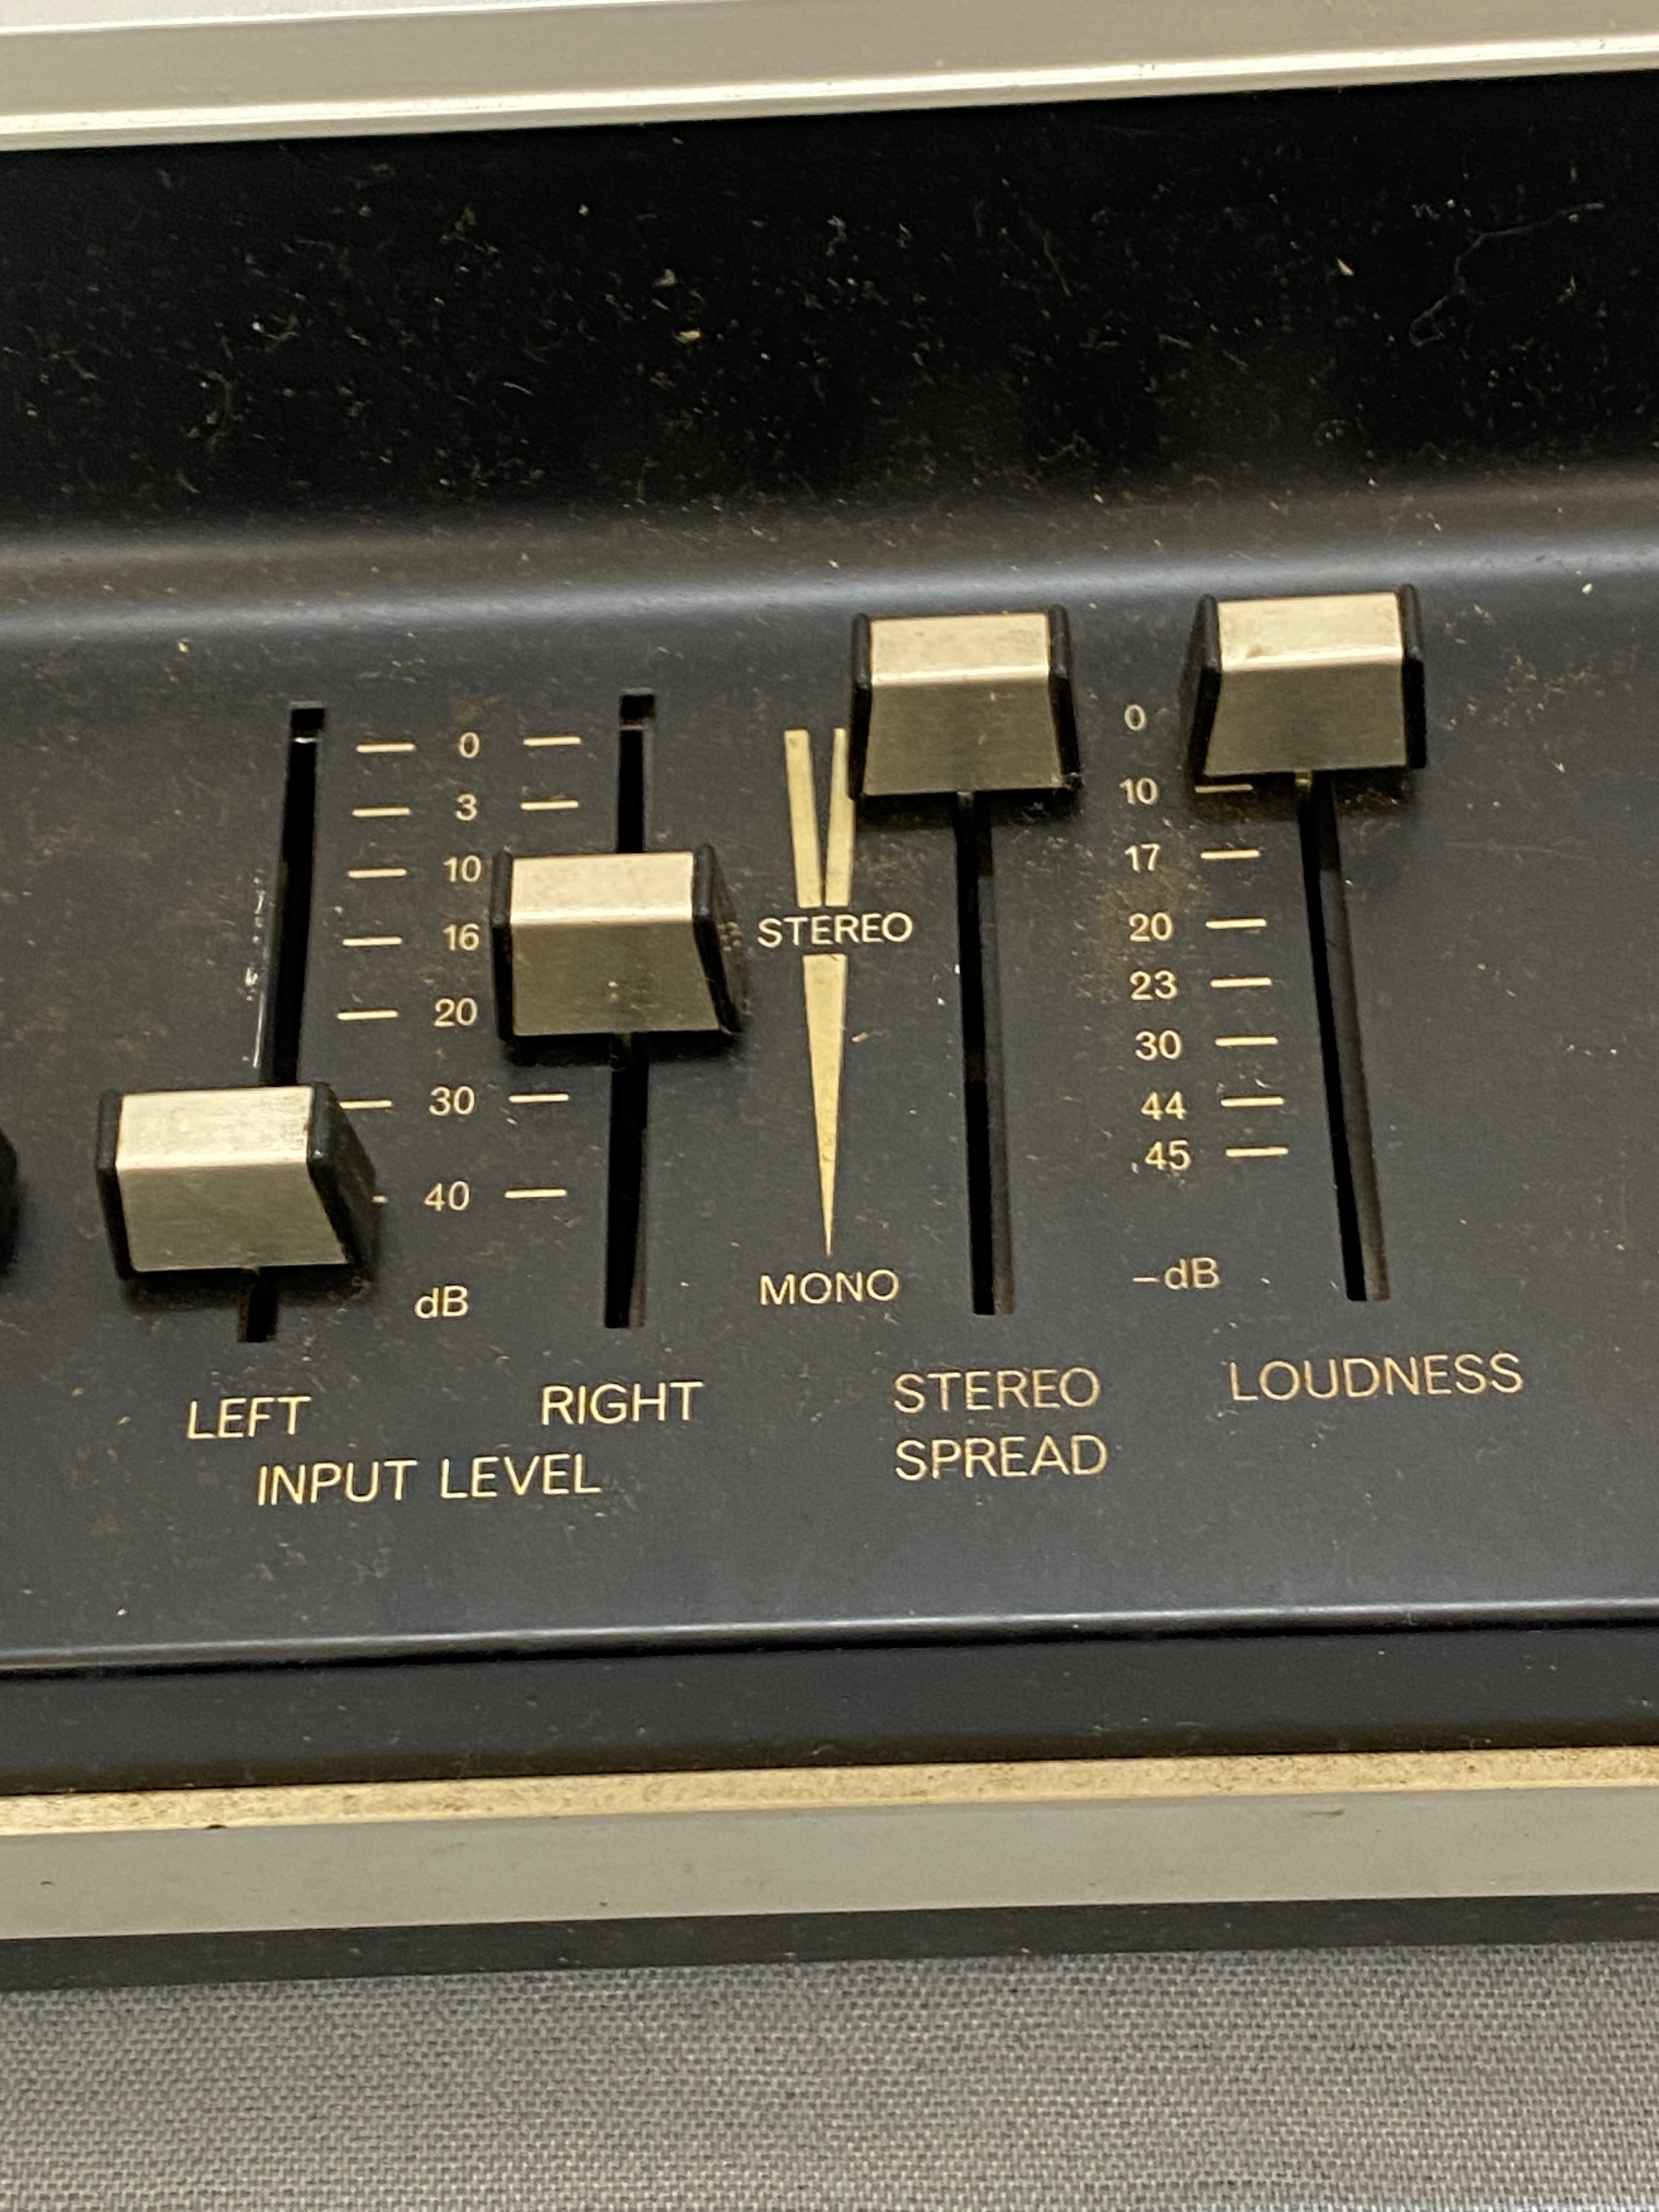 0
3
10
16
20
30
40
dB
LEFT
RIGHT
INPUT LEVEL
STEREO
MONO
STEREO
SPREAD
0
10
17
20
23
30
44
45
-dB
LOUDNESS